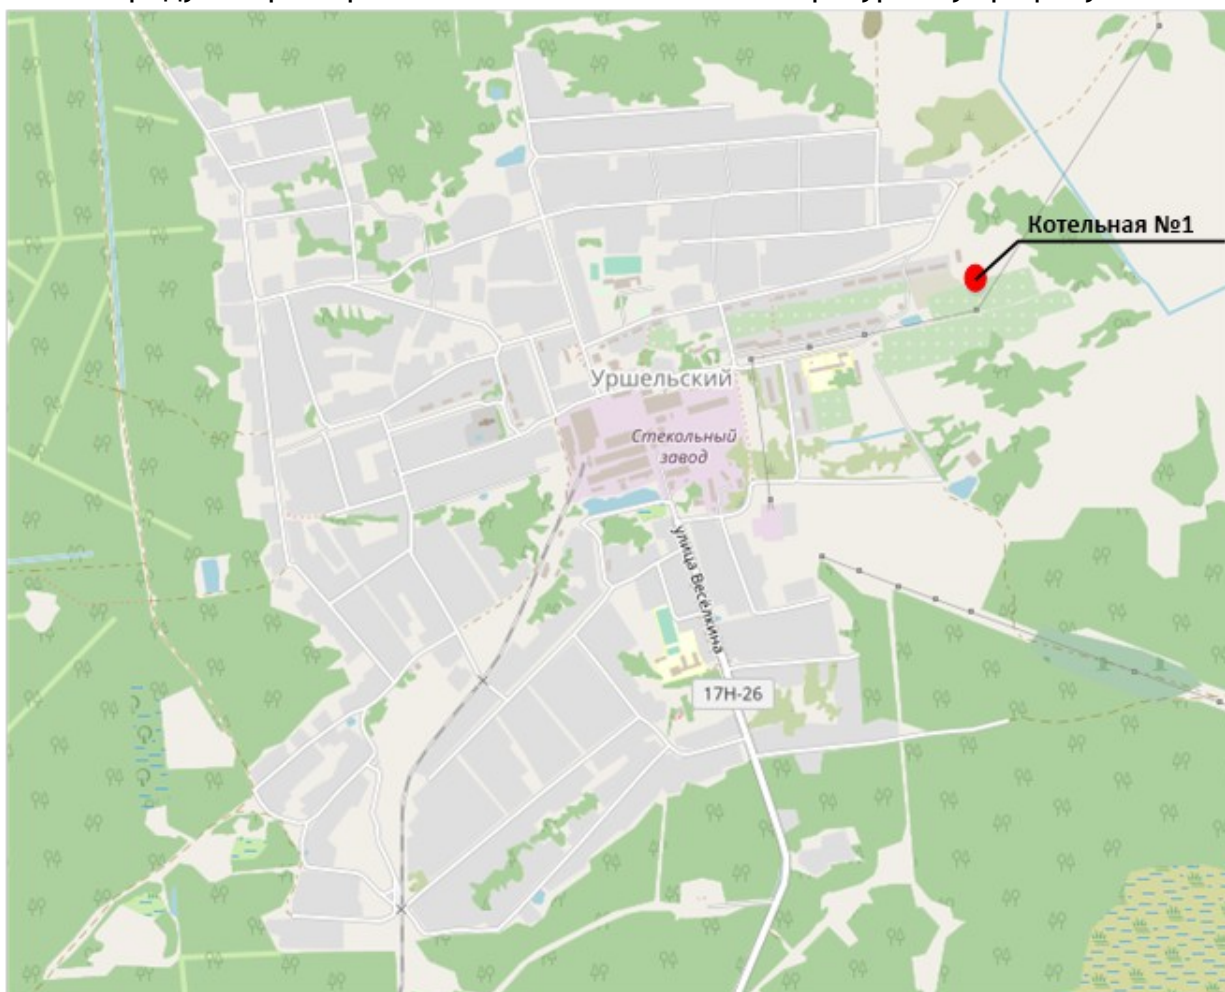 Котельная №1
Уршельский
Стекольный
завод
улица Весёлкина
17Н-26